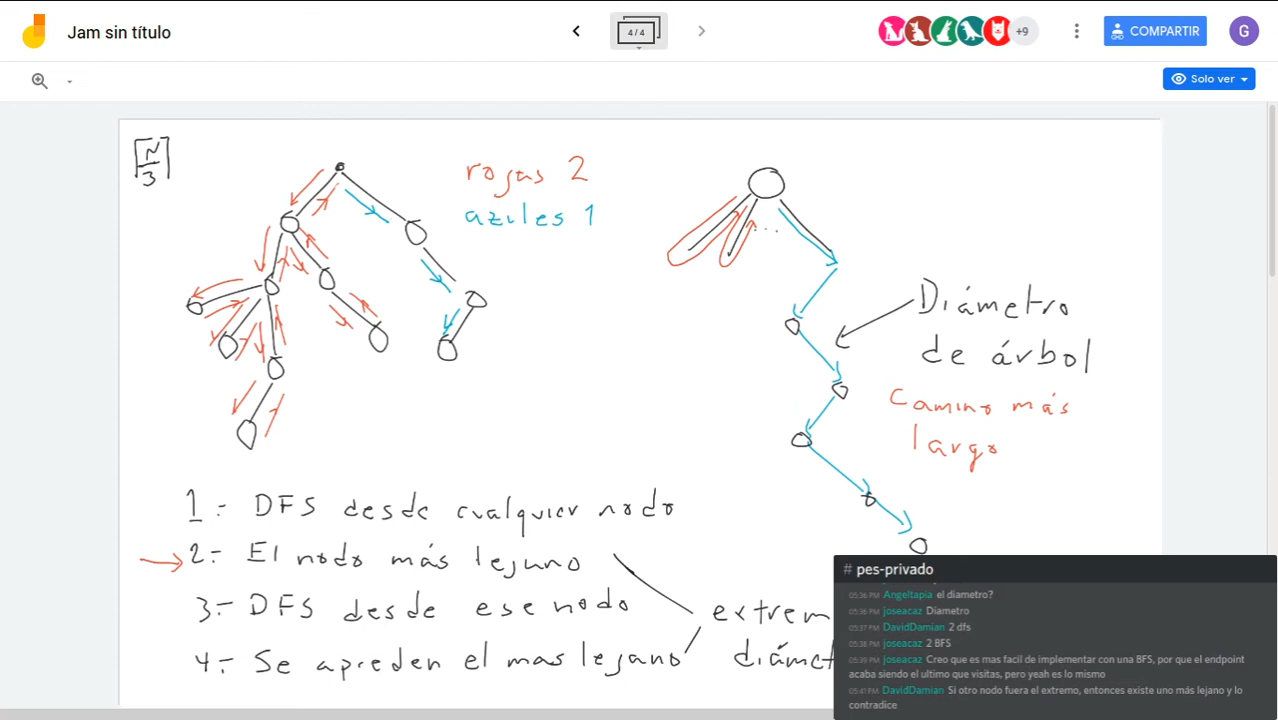 Jam sin título
4/4
+9
COMPARTIR
G
Solo ver
N
3
rojas 2
azules 1
Diámetro
de árbol
camino más
largo
1.- DFS desde cualquier nodo
2.- El nodo más lejano
3.- DFS desde ese nodo
4.- Se apreden el mas lejano
extrem
diámet
# pes-privado
05:36 PM Angeltapia el diametro?
05:36 PM joseacaz Diametro
05:37 PM DavidDamian 2 dfs
05:38 PM joseacaz 2 BFS
05:39 PM joseacaz Creo que es mas facil de implementar con una BFS, por que el endpoint
acaba siendo el ultimo que visitas, pero yeah es lo mismo
05:41 PM DavidDamian Si otro nodo fuera el extremo, entonces existe uno más lejano y lo
contradice